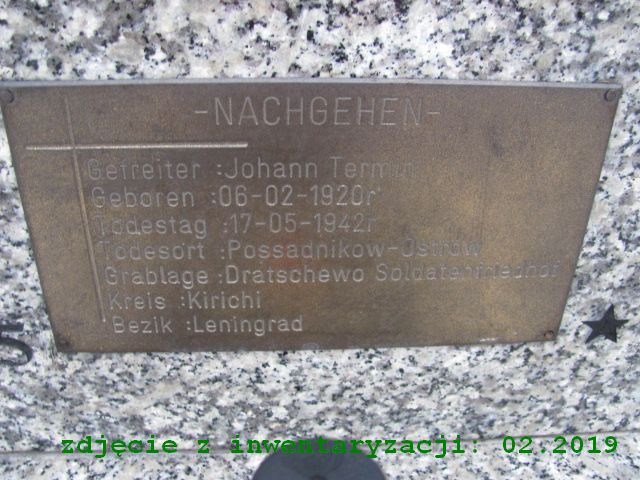 -NACHGEHEN-
Gefreiter :Johann Termin
Geboren :06-02-1920r
Todestag :17-05-1942r
Todesort :Possadnikow-Ostrow
Grablage :Dratschewo Soldatenfriedhof
Kreis :Kirichi
Bezik :Leningrad
5
zdjęcie z inwentaryzacji: 02.2019